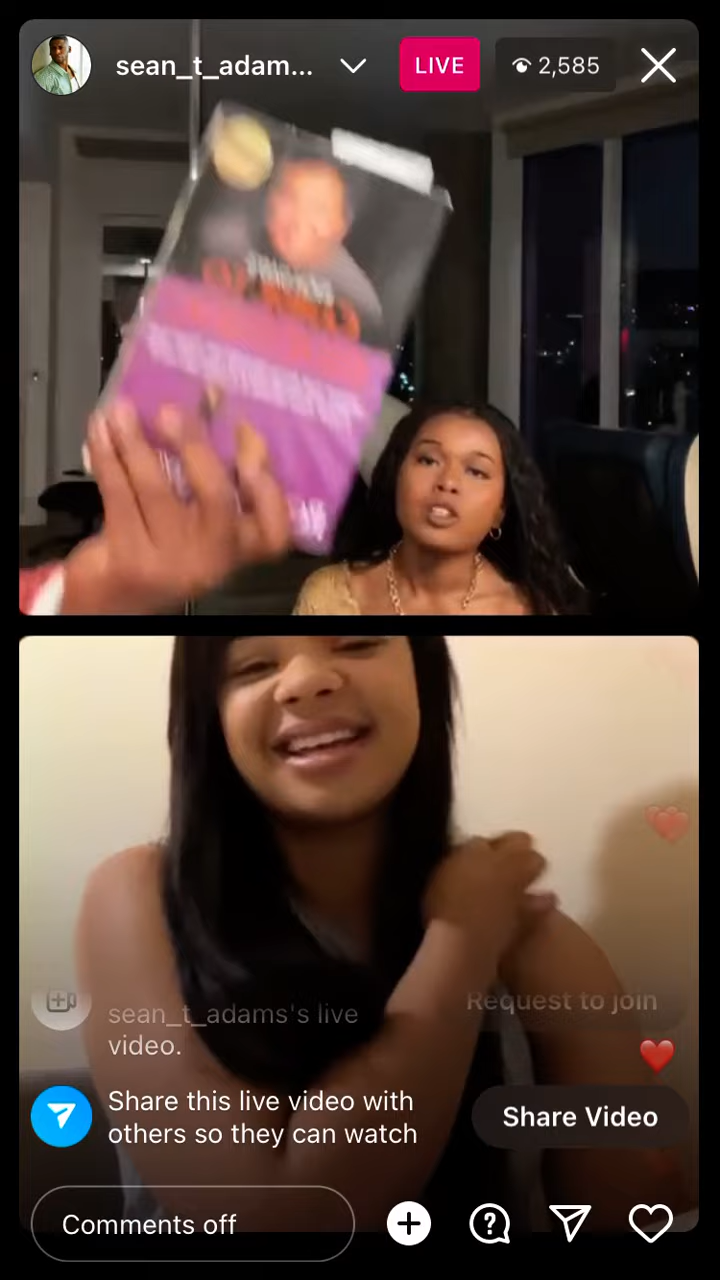 sean_t_adam...
LIVE
2,585
sean_t_adams's live
video.
Request to join
Share this live video with
others so they can watch
Share Video
Comments off